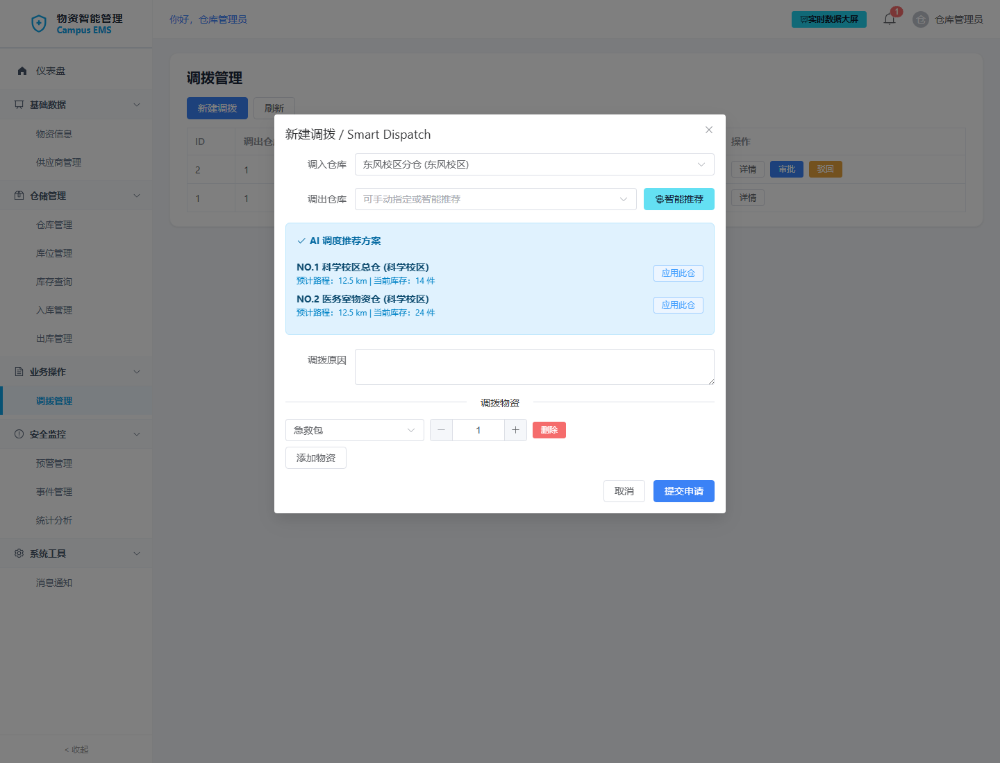 物资智能管理
Campus EMS
你好，仓库管理员
实时数据大屏
1
仓
仓库管理员
仪表盘
基础数据
物资信息
供应商管理
仓储管理
仓库管理
库位管理
库存查询
入库管理
出库管理
业务操作
调拨管理
安全监控
预警管理
事件管理
统计分析
系统工具
消息通知
< 收起
调拨管理
新建调拨
刷新
ID
调出仓
操作
2
1
详情
审批
驳回
1
1
详情
新建调拨 / Smart Dispatch
调入仓库
东风校区分仓 (东风校区)
调出仓库
可手动指定或智能推荐
智能推荐
AI 调度推荐方案
NO.1 科学校区总仓 (科学校区)
预计路程：12.5 km | 当前库存：14 件
应用此仓
NO.2 医务室物资仓 (科学校区)
预计路程：12.5 km | 当前库存：24 件
应用此仓
调拨原因
调拨物资
急救包
1
删除
添加物资
取消
提交申请